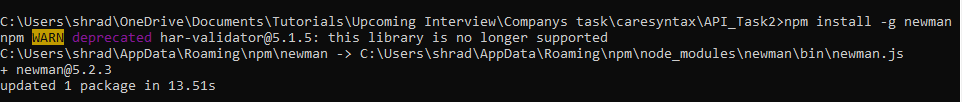 C:\Users\shrad\OneDrive\Documents\Tutorials\Upcoming Interview\Companys task\caresyntax\API_Task2>npm install -g newman
npm WARN deprecated har-validator@5.1.5: this library is no longer supported
C:\Users\shrad\AppData\Roaming\npm\newman -> C:\Users\shrad\AppData\Roaming\npm\node_modules\newman\bin\newman.js
+ newman@5.2.3
updated 1 package in 13.51s